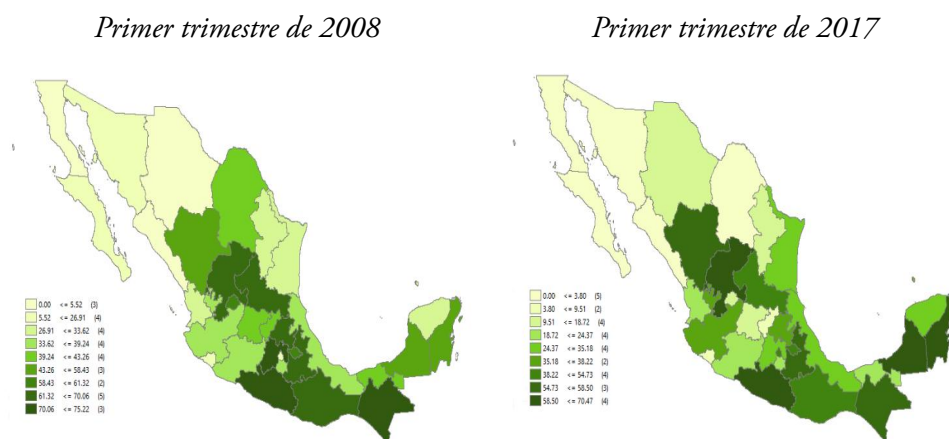 Primer trimestre de 2008
Primer trimestre de 2017
0.00 <= 5.52 (3)
5.52 <= 26.91 (4)
26.91 <= 33.62 (4)
33.62 <= 39.24 (4)
39.24 <= 43.26 (4)
43.26 <= 58.43 (3)
58.43 <= 61.32 (2)
61.32 <= 70.06 (5)
70.06 <= 75.22 (3)
0.00 <= 3.80 (5)
3.80 <= 9.51 (2)
9.51 <= 18.72 (4)
18.72 <= 24.37 (4)
24.37 <= 35.18 (4)
35.18 <= 38.22 (2)
38.22 <= 54.73 (4)
54.73 <= 58.50 (3)
58.50 <= 70.47 (4)